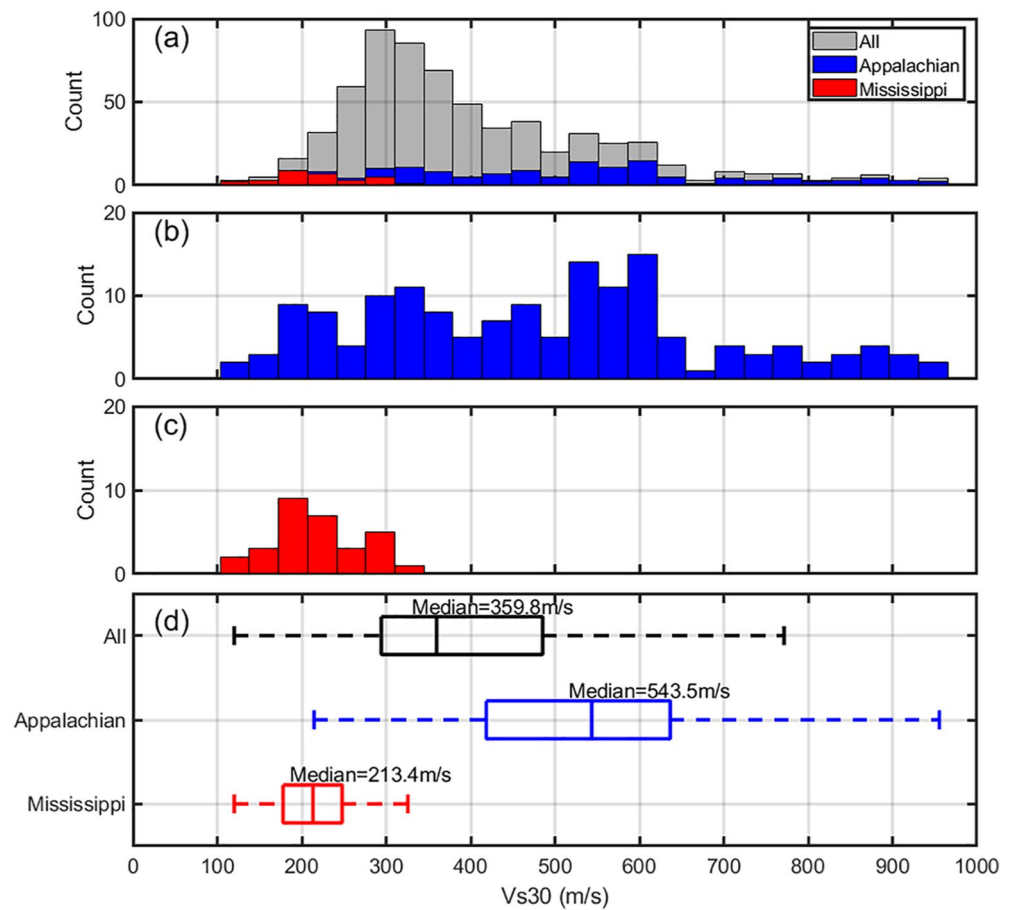 100
(a)
All
Appalachian
Mississippi
50
Count
0
20
(b)
10
Count
0
20
(c)
10
Count
0
(d)
Median=359.8m/s
All
Median=543.5m/s
Appalachian
Median=213.4m/s
Mississippi
0 100 200 300 400 500 600 700 800 900 1000
Vs30 (m/s)